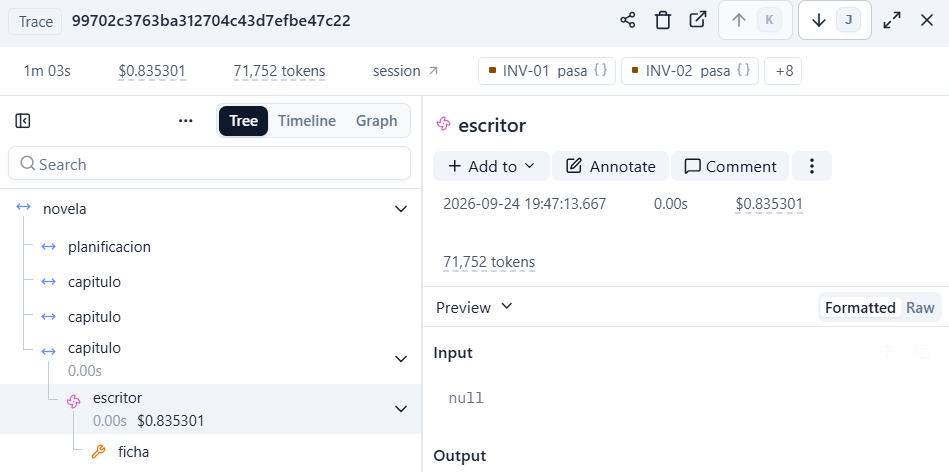 Trace 99702c3763ba312704c43d7efbe47c22 K J
1m 03s $0.835301 71,752 tokens session INV-01 pasa {} INV-02 pasa {} +8
Tree Timeline Graph
Search
novela
planificacion
capitulo
capitulo
capitulo
0.00s
escritor
0.00s $0.835301
ficha
escritor
+ Add to Annotate Comment
2026-09-24 19:47:13.667 0.00s $0.835301
71,752 tokens
Preview Formatted Raw
Input
null
Output